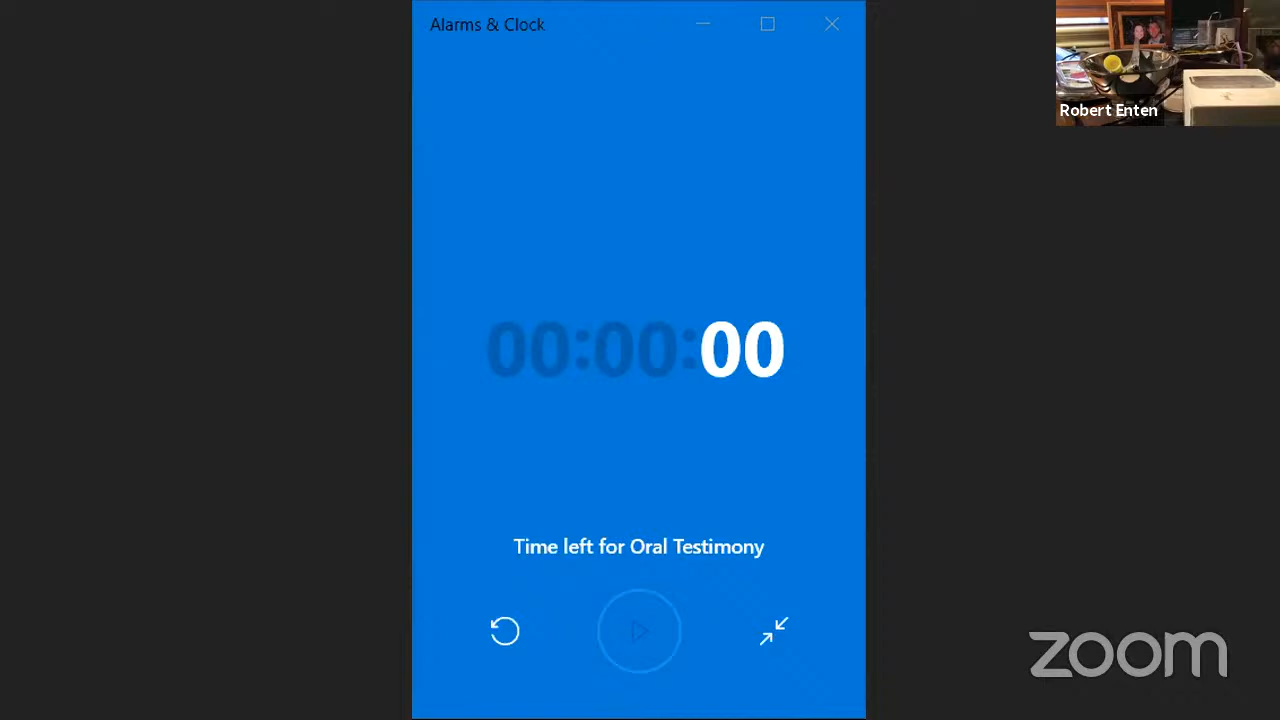 Alarms & Clock
Robert Enten
00:00:00
Time left for Oral Testimony
zoom